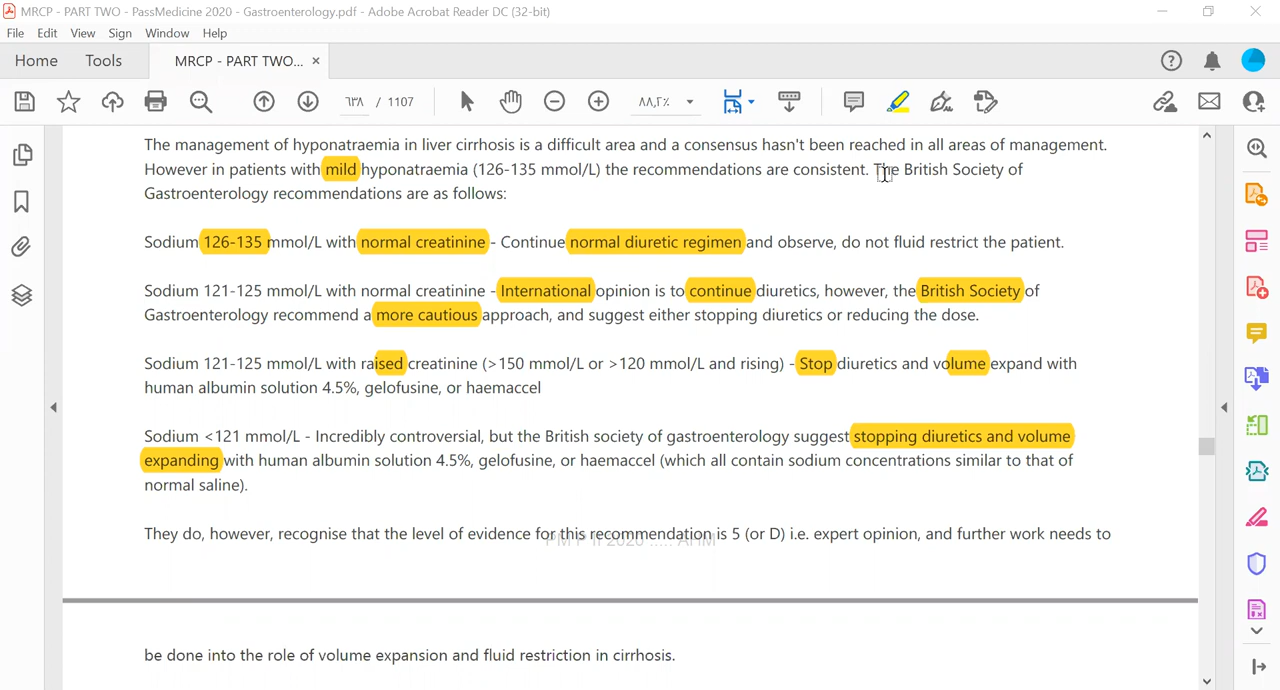 MRCP - PART TWO - PassMedicine 2020 - Gastroenterology.pdf - Adobe Acrobat Reader DC (32-bit)
File Edit View Sign Window Help
Home Tools MRCP - PART TWO... ×
٦٣٨ / 1107 ٨٨,٢٪
The management of hyponatraemia in liver cirrhosis is a difficult area and a consensus hasn't been reached in all areas of management.
However in patients with mild hyponatraemia (126-135 mmol/L) the recommendations are consistent. The British Society of
Gastroenterology recommendations are as follows:
Sodium 126-135 mmol/L with normal creatinine - Continue normal diuretic regimen and observe, do not fluid restrict the patient.
Sodium 121-125 mmol/L with normal creatinine - International opinion is to continue diuretics, however, the British Society of
Gastroenterology recommend a more cautious approach, and suggest either stopping diuretics or reducing the dose.
Sodium 121-125 mmol/L with raised creatinine (>150 mmol/L or >120 mmol/L and rising) - Stop diuretics and volume expand with
human albumin solution 4.5%, gelofusine, or haemaccel
Sodium <121 mmol/L - Incredibly controversial, but the British society of gastroenterology suggest stopping diuretics and volume
expanding with human albumin solution 4.5%, gelofusine, or haemaccel (which all contain sodium concentrations similar to that of
normal saline).
They do, however, recognise that the level of evidence for this recommendation is 5 (or D) i.e. expert opinion, and further work needs to
PM P II 2020 ..... AHM
be done into the role of volume expansion and fluid restriction in cirrhosis.